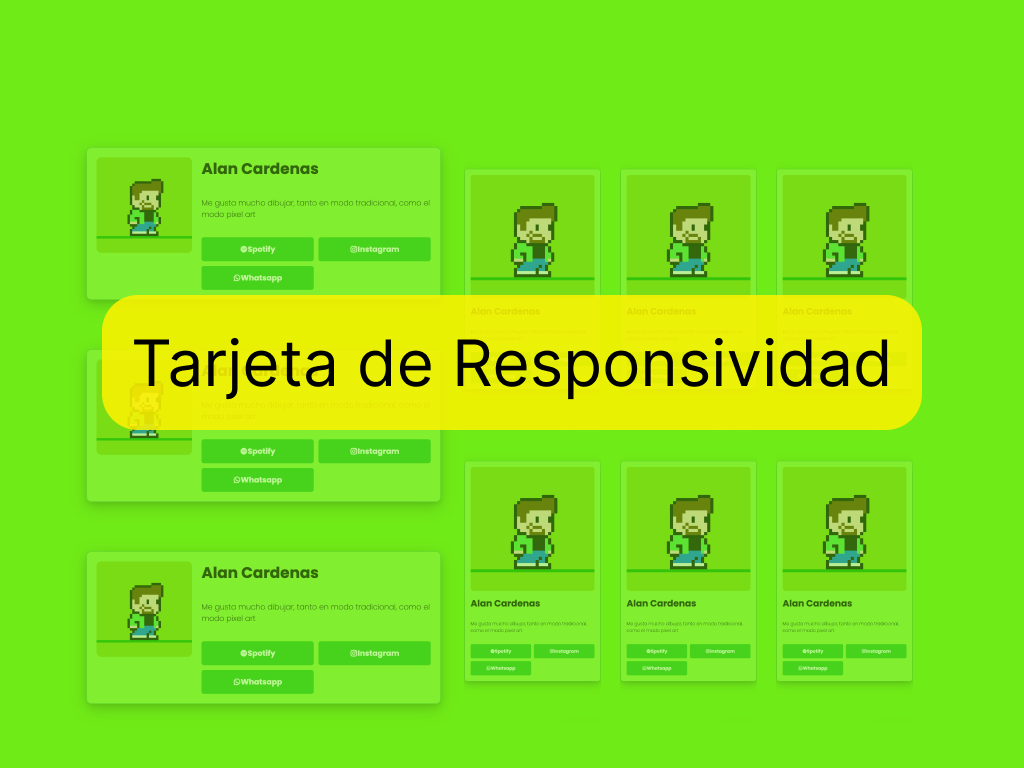 Alan Cardenas
Me gusta mucho dibujar, tanto en modo tradicional, como el
modo pixel art
Spotify
Instagram
Whatsapp
Alan Cardenas
Alan Cardenas
Alan Cardenas
Tarjeta de Responsividad
Alan Cardenas
Me gusta mucho dibujar, tanto en modo tradicional, como el
modo pixel art
Spotify
Instagram
Whatsapp
Alan Cardenas
Me gusta mucho dibujar, tanto en modo tradicional, como el
modo pixel art
Spotify
Instagram
Whatsapp
Alan Cardenas
Me gusta mucho dibujar, tanto en modo tradicional,
como el modo pixel art
Spotify
Instagram
Whatsapp
Alan Cardenas
Me gusta mucho dibujar, tanto en modo tradicional,
como el modo pixel art
Spotify
Instagram
Whatsapp
Alan Cardenas
Me gusta mucho dibujar, tanto en modo tradicional,
como el modo pixel art
Spotify
Instagram
Whatsapp